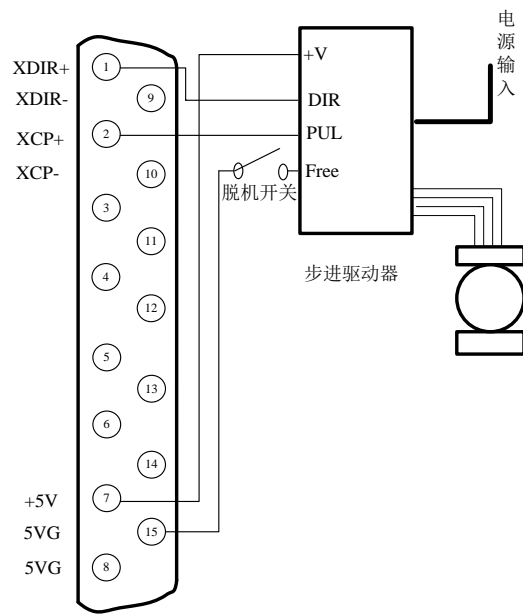 XDIR+
XDIR-
XCP+
XCP-
+5V
5VG
5VG
1
9
2
10
3
11
4
12
5
13
6
14
7
15
8
+V
DIR
PUL
Free
脱机开关
步进驱动器
电源输入